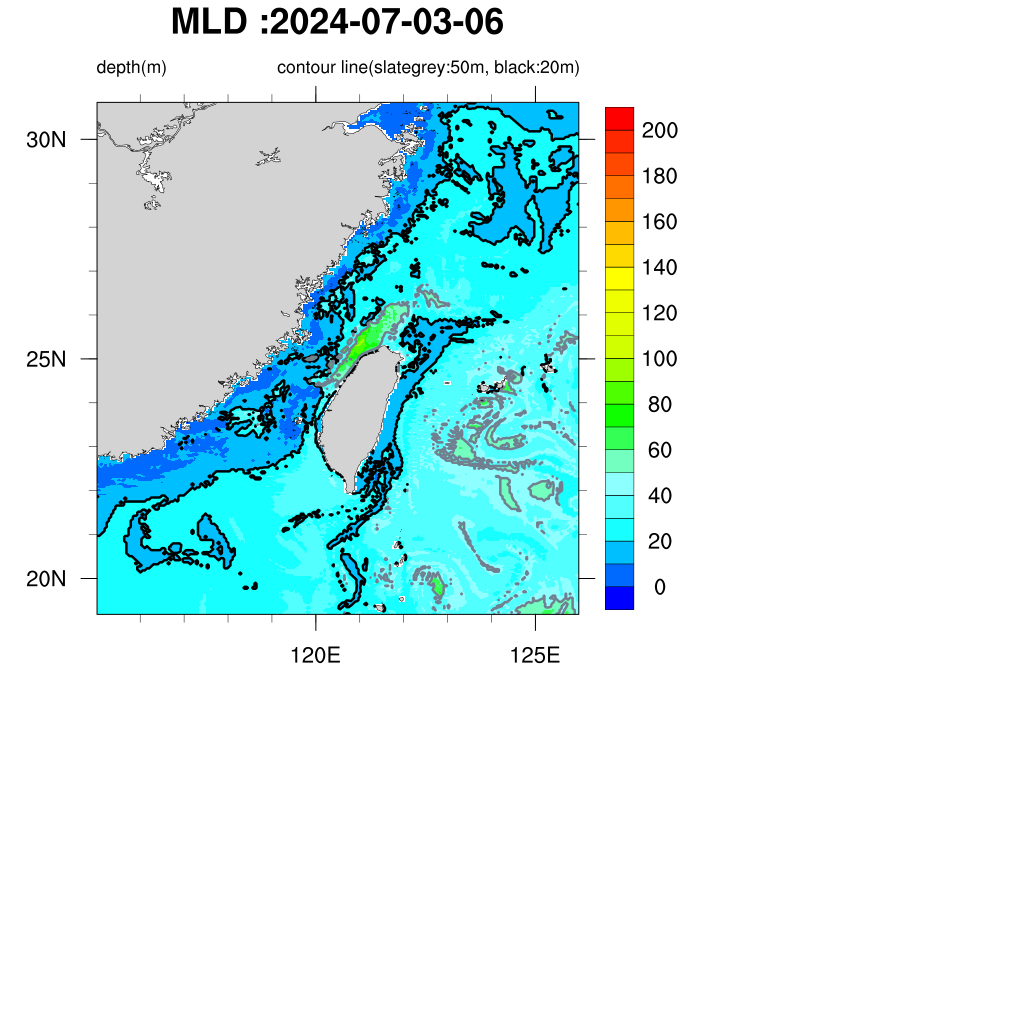 MLD :2024-07-03-06
depth(m)
contour line(slategrey:50m, black:20m)
30N
25N
20N
120E
125E
200
180
160
140
120
100
80
60
40
20
0